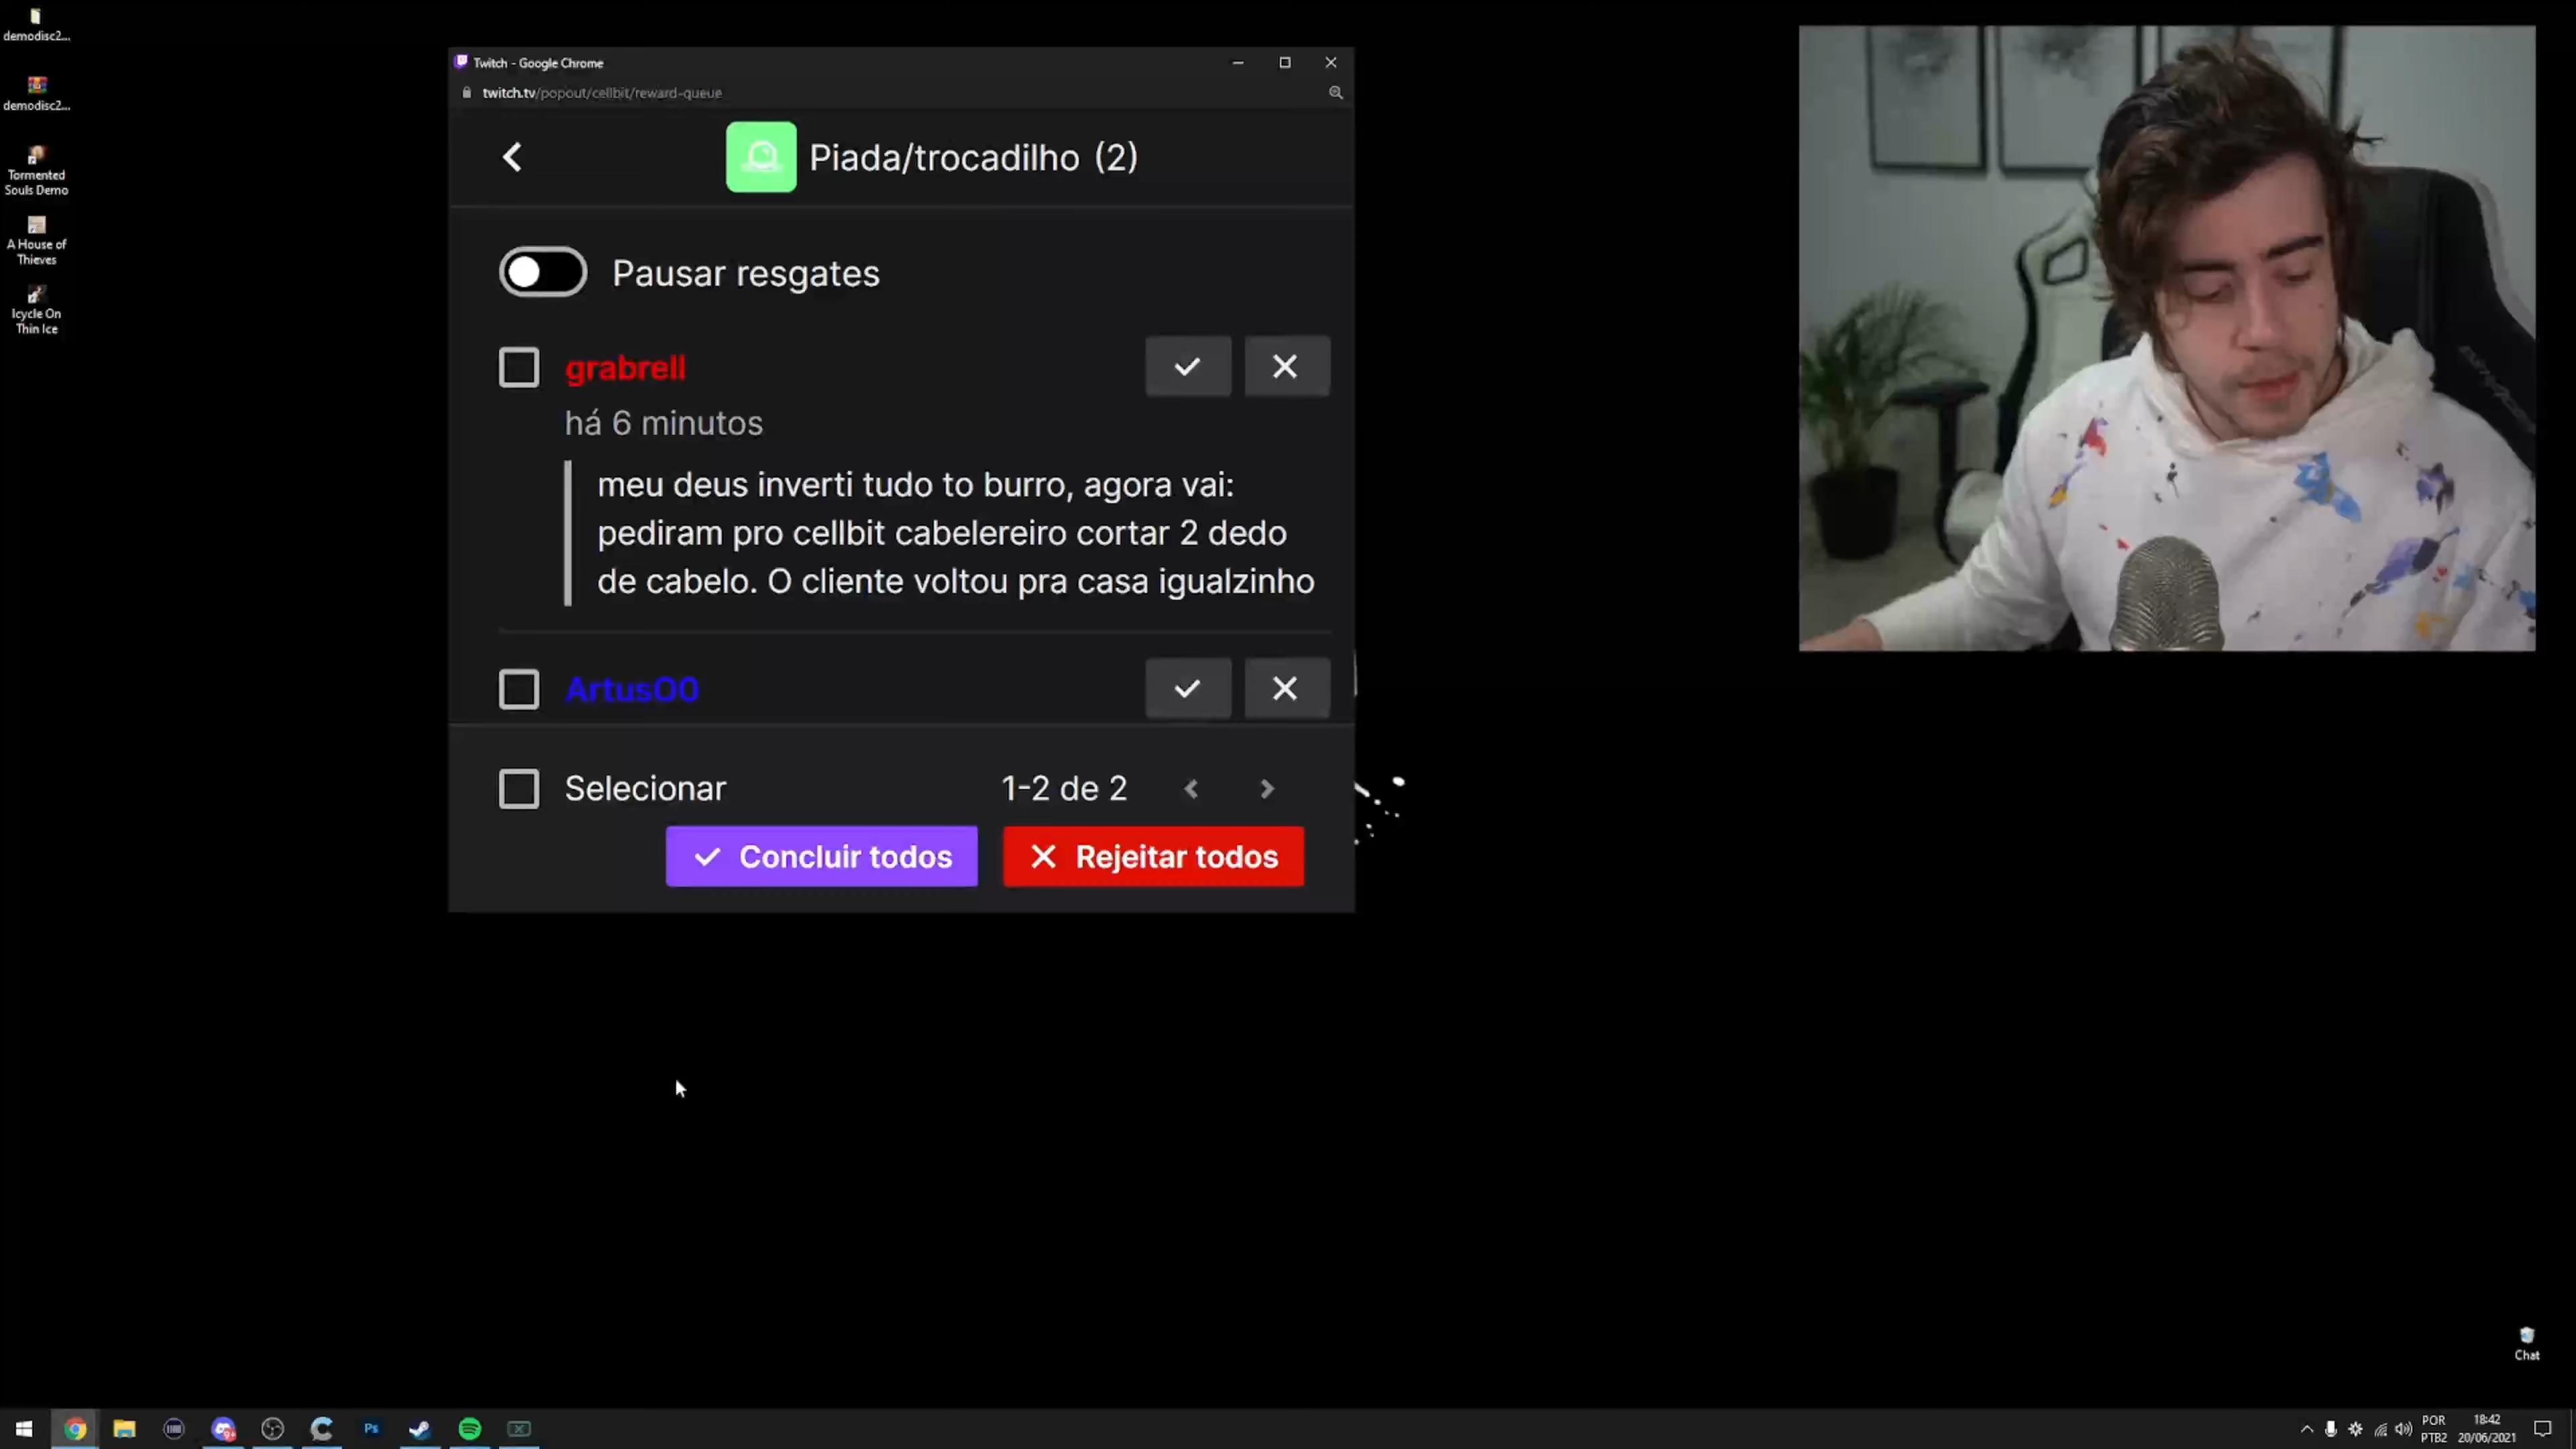 demodisc2...
demodisc2...
Tormented
Souls Demo
A House of
Thieves
Icycle On
Thin Ice
Twitch - Google Chrome
twitch.tv/popout/cellbit/reward-queue
Piada/trocadilho (2)
Pausar resgates
grabrell
há 6 minutos
meu deus inverti tudo to burro, agora vai:
pediram pro cellbit cabelereiro cortar 2 dedo
de cabelo. O cliente voltou pra casa igualzinho
ArtusO0
Selecionar
1-2 de 2
Concluir todos
Rejeitar todos
Chat
Ps
POR
PTB2
18:42
20/06/2021